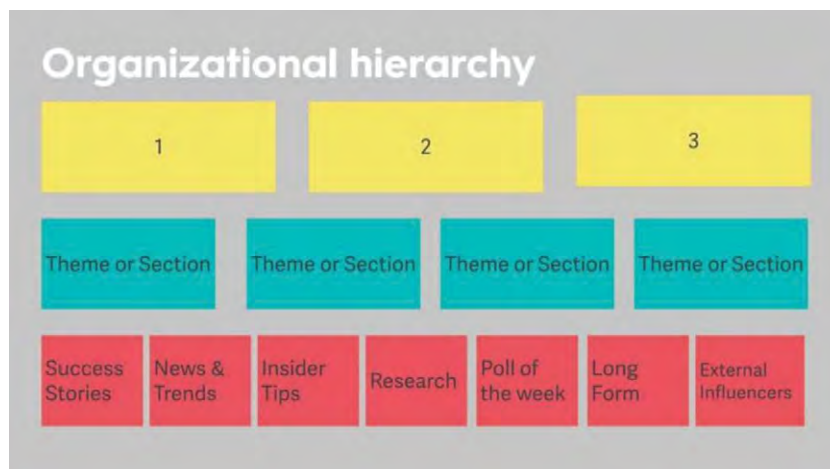 Organizational hierarchy
1
2
3
Theme or Section
Theme or Section
Theme or Section
Theme or Section
Success
Stories
News &
Trends
Insider
Tips
Research
Poll of
the week
Long
Form
External
Influencers